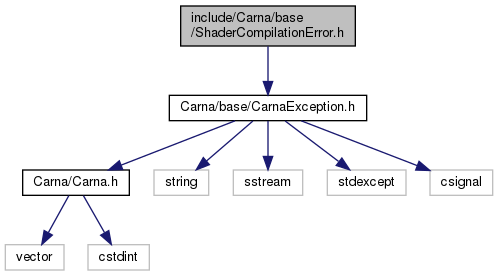 include/Carna/base
/ShaderCompilationError.h
Carna/base/CarnaException.h
Carna/Carna.h
string
sstream
stdexcept
csignal
vector
cstdint